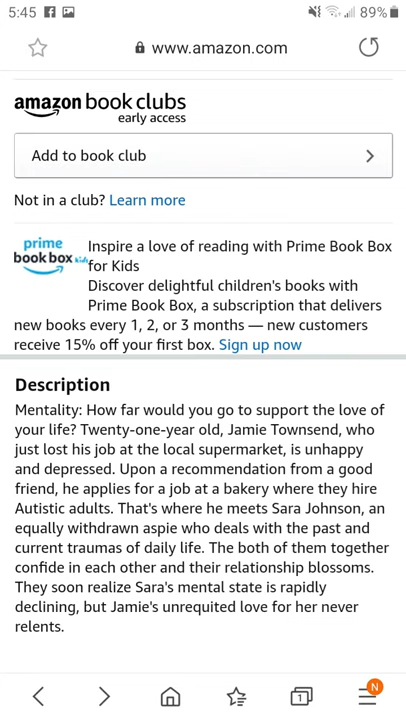 5:45
89%
www.amazon.com
amazon book clubs
early access
Add to book club
Not in a club? Learn more
prime
book box kids
Inspire a love of reading with Prime Book Box
for Kids
Discover delightful children's books with
Prime Book Box, a subscription that delivers
new books every 1, 2, or 3 months — new customers
receive 15% off your first box. Sign up now
Description
Mentality: How far would you go to support the love of
your life? Twenty-one-year old, Jamie Townsend, who
just lost his job at the local supermarket, is unhappy
and depressed. Upon a recommendation from a good
friend, he applies for a job at a bakery where they hire
Autistic adults. That's where he meets Sara Johnson, an
equally withdrawn aspie who deals with the past and
current traumas of daily life. The both of them together
confide in each other and their relationship blossoms.
They soon realize Sara's mental state is rapidly
declining, but Jamie's unrequited love for her never
relents.
1
N